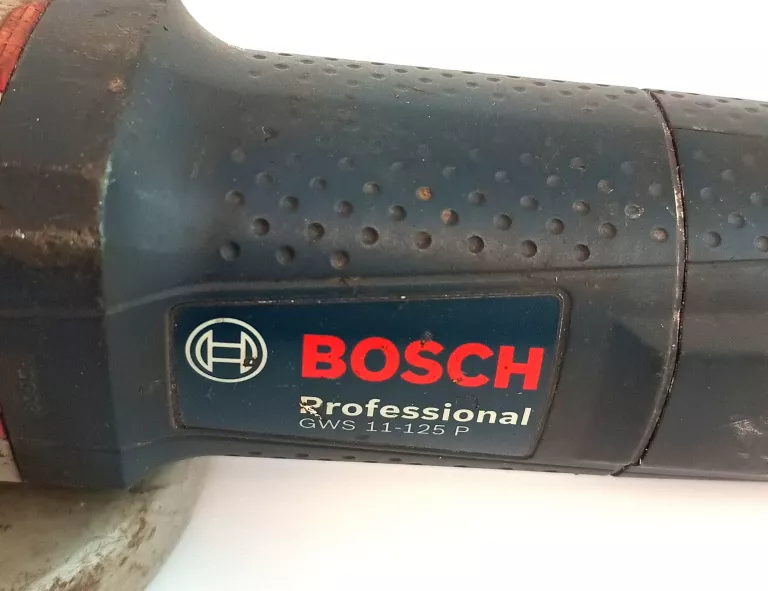 BOSCH
Professional
GWS 11-125 P